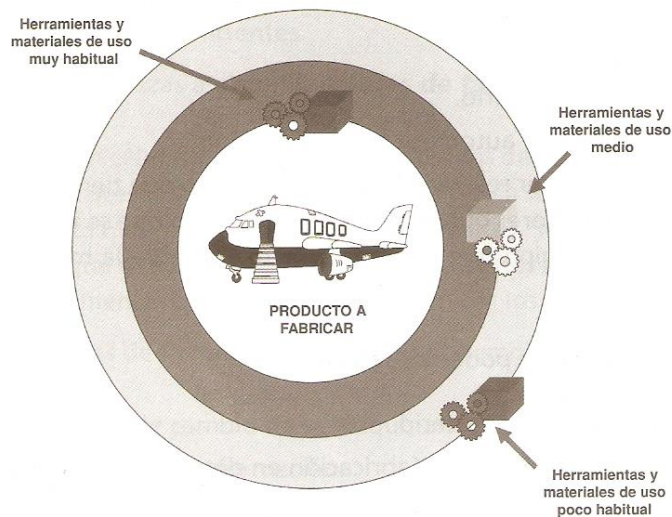 Herramientas y
materiales de uso
muy habitual
Herramientas y
materiales de uso
medio
PRODUCTO A
FABRICAR
Herramientas y
materiales de uso
poco habitual